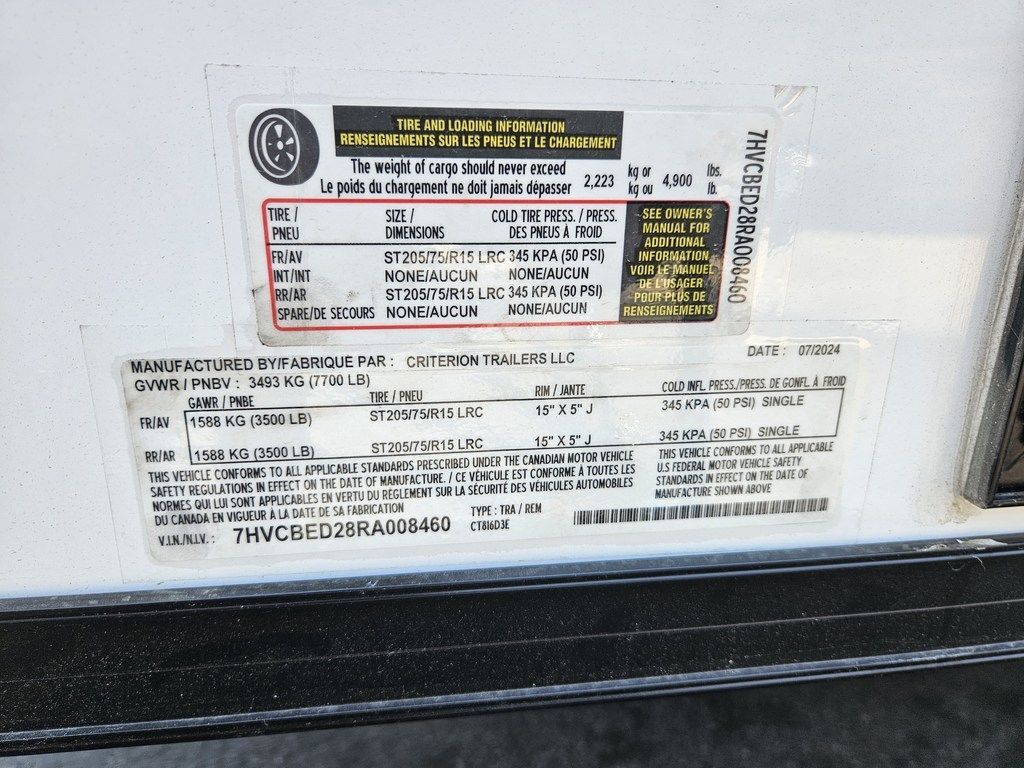 TIRE AND LOADING INFORMATION
RENSEIGNEMENTS SUR LES PNEUS ET LE CHARGEMENT
The weight of cargo should never exceed
Le poids du chargement ne doit jamais dépasser
2,223 kg or 4,900 lbs.
kg ou lb.
7HVCBED28RA008460
TIRE / SIZE / COLD TIRE PRESS. / PRESS.
PNEU DIMENSIONS DES PNEUS À FROID
FR/AV ST205/75/R15 LRC 345 KPA (50 PSI)
INT/INT NONE/AUCUN NONE/AUCUN
RR/AR ST205/75/R15 LRC 345 KPA (50 PSI)
SPARE/DE SECOURS NONE/AUCUN NONE/AUCUN
SEE OWNER'S
MANUAL FOR
ADDITIONAL
INFORMATION
VOIR LE MANUEL
DE L'USAGER
POUR PLUS DE
RENSEIGNEMENTS
MANUFACTURED BY/FABRIQUE PAR : CRITERION TRAILERS LLC DATE : 07/2024
GVWR / PNBV : 3493 KG (7700 LB)
GAWR / PNBE TIRE / PNEU RIM / JANTE COLD INFL. PRESS./PRESS. DE GONFL. À FROID
FR/AV 1588 KG (3500 LB) ST205/75/R15 LRC 15" X 5" J 345 KPA (50 PSI) SINGLE
RR/AR 1588 KG (3500 LB) ST205/75/R15 LRC 15" X 5" J 345 KPA (50 PSI) SINGLE
THIS VEHICLE CONFORMS TO ALL APPLICABLE STANDARDS PRESCRIBED UNDER THE CANADIAN MOTOR VEHICLE
SAFETY REGULATIONS IN EFFECT ON THE DATE OF MANUFACTURE. / CE VÉHICULE EST CONFORME À TOUTES LES
NORMES QUI LUI SONT APPLICABLES EN VERTU DU RÈGLEMENT SUR LA SÉCURITÉ DES VÉHICULES AUTOMOBILES
DU CANADA EN VIGUEUR À LA DATE DE SA FABRICATION
THIS VEHICLE CONFORMS TO ALL APPLICABLE
U.S FEDERAL MOTOR VEHICLE SAFETY
STANDARDS IN EFFECT ON THE DATE OF
MANUFACTURE SHOWN ABOVE
V.I.N./N.I.V.: 7HVCBED28RA008460
TYPE : TRA / REM
CT816D3E